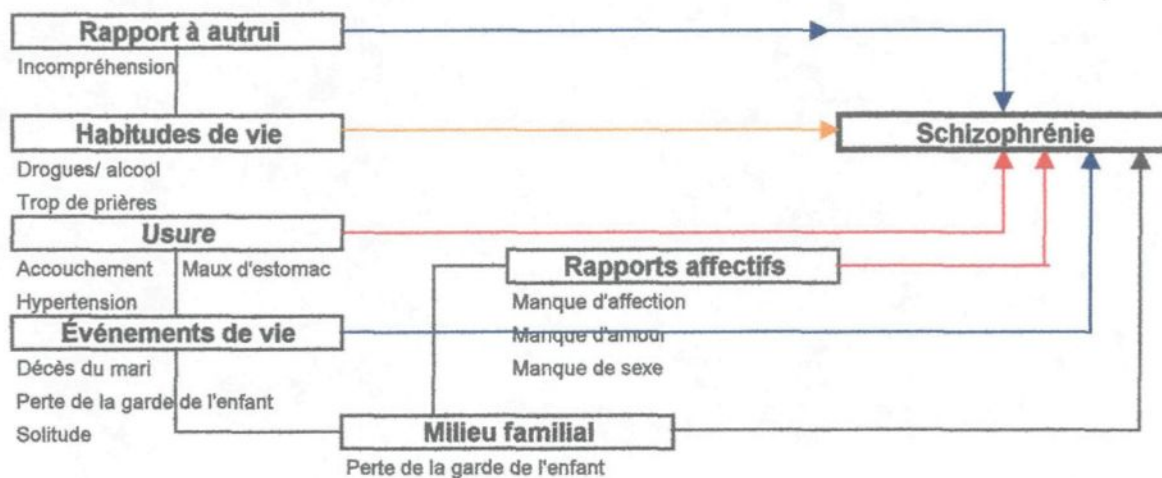 Rapport à autrui
Incompréhension
Habitudes de vie
Schizophrénie
Drogues/ alcool
Trop de prières
Usure
Accouchement
Maux d'estomac
Hypertension
Rapports affectifs
Manque d'affection
Manque d'amour
Manque de sexe
Événements de vie
Décès du mari
Perte de la garde de l'enfant
Solitude
Milieu familial
Perte de la garde de l'enfant